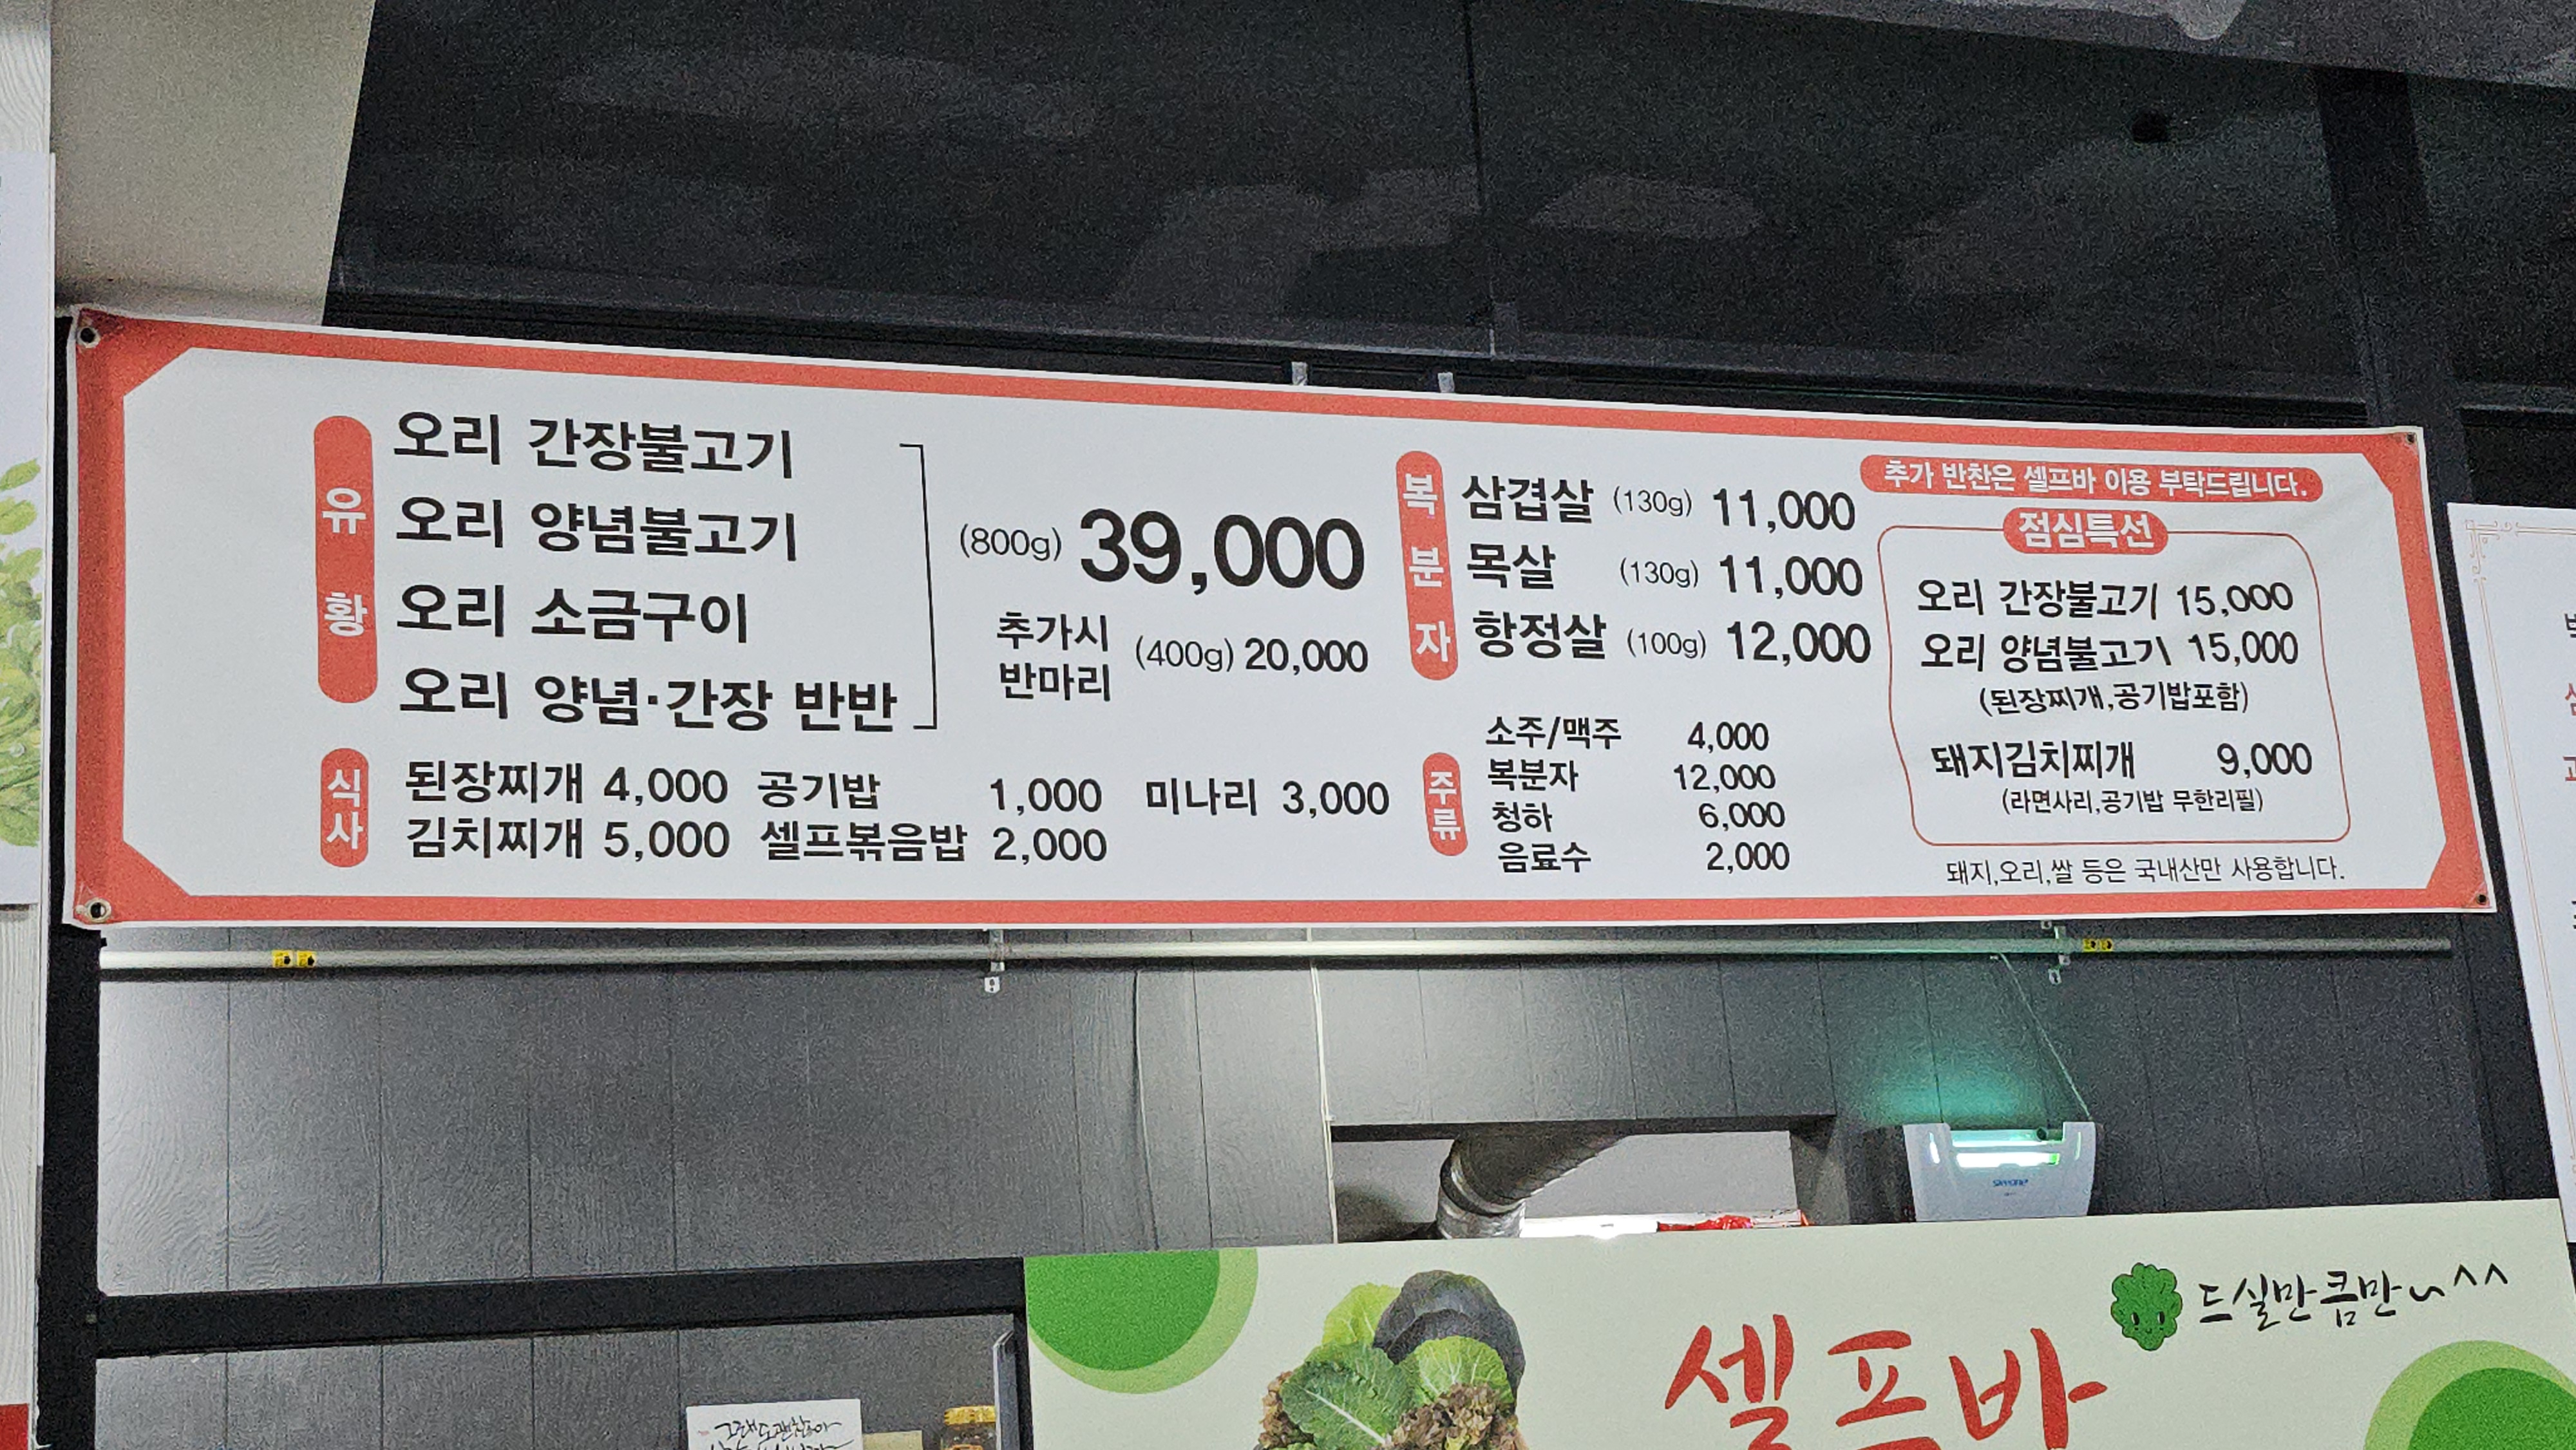 유황
오리 간장불고기
오리 양념불고기
오리 소금구이
오리 양념·간장 반반
(800g) 39,000
추가시
반마리
(400g) 20,000
식사
된장찌개 4,000 공기밥 1,000 미나리 3,000
김치찌개 5,000 셀프볶음밥 2,000
복분자
삼겹살 (130g) 11,000
목살 (130g) 11,000
항정살 (100g) 12,000
주류
소주/맥주 4,000
복분자 12,000
청하 6,000
음료수 2,000
추가 반찬은 셀프바 이용 부탁드립니다.
점심특선
오리 간장불고기 15,000
오리 양념불고기 15,000
(된장찌개,공기밥포함)
돼지김치찌개 9,000
(라면사리,공기밥 무한리필)
돼지,오리,쌀 등은 국내산만 사용합니다.
드실만큼만~^^
셀프바
그래도괜찮아